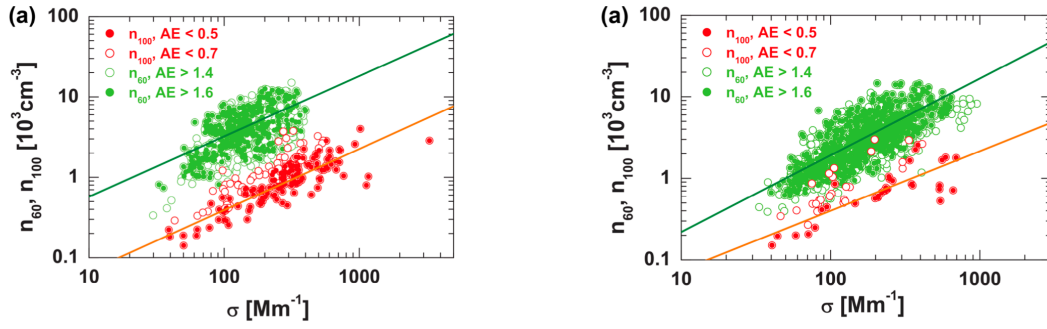 (a)
100
10
1
0.1
n60, n100 [10³cm⁻³]
n100, AE < 0.5
n100, AE < 0.7
n60, AE > 1.4
n60, AE > 1.6
10
100
1000
σ [Mm⁻¹]
(a)
100
10
1
0.1
n60, n100 [10³cm⁻³]
n100, AE < 0.5
n100, AE < 0.7
n60, AE > 1.4
n60, AE > 1.6
10
100
1000
σ [Mm⁻¹]